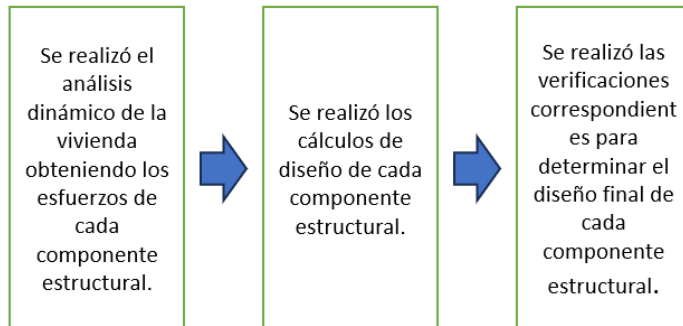 Se realizó el
análisis
dinámico de la
vivienda
obteniendo los
esfuerzos de
cada
componente
estructural.
Se realizó los
cálculos de
diseño de cada
componente
estructural.
Se realizó las
verificaciones
correspondient
es para
determinar el
diseño final de
cada
componente
estructural.